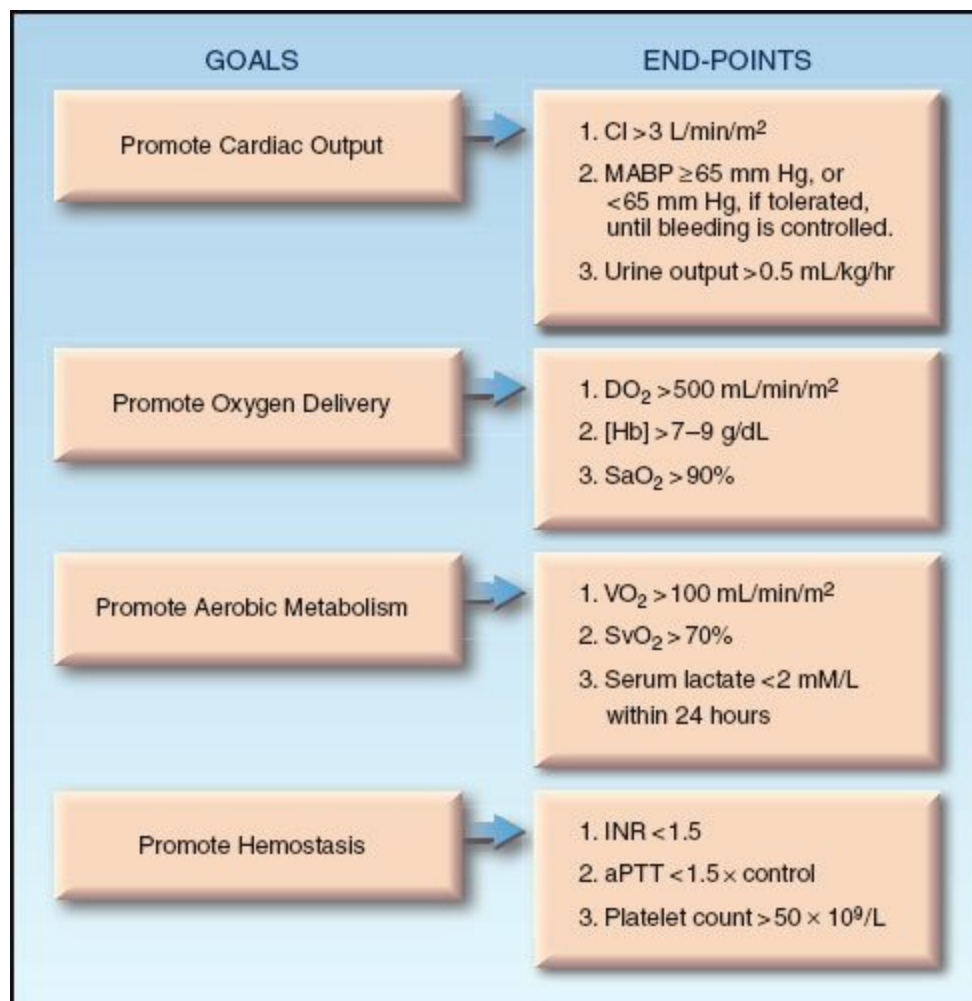 GOALS
END-POINTS
Promote Cardiac Output
1. CI >3 L/min/m²
2. MABP ≥65 mm Hg, or
<65 mm Hg, if tolerated,
until bleeding is controlled.
3. Urine output >0.5 mL/kg/hr
Promote Oxygen Delivery
1. DO₂ >500 mL/min/m²
2. [Hb] >7–9 g/dL
3. SaO₂ >90%
Promote Aerobic Metabolism
1. VO₂ >100 mL/min/m²
2. SvO₂ >70%
3. Serum lactate <2 mM/L
within 24 hours
Promote Hemostasis
1. INR <1.5
2. aPTT <1.5 × control
3. Platelet count >50 × 10⁹/L